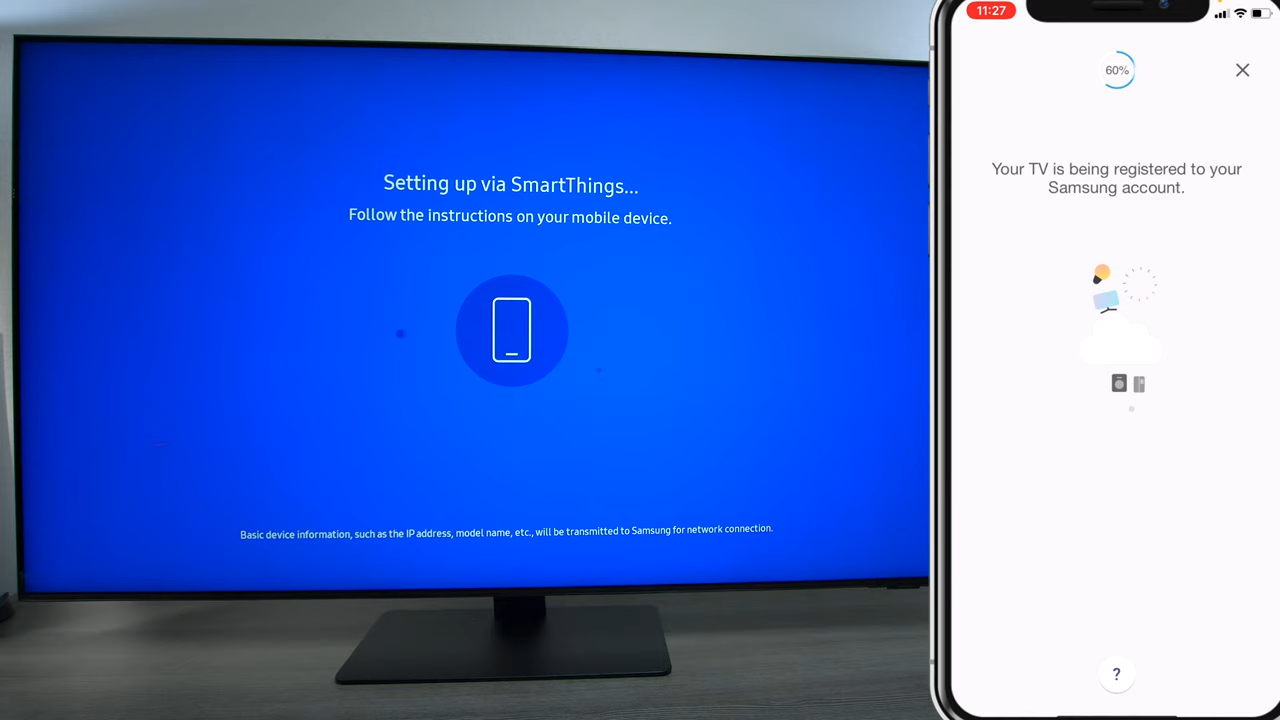 Setting up via SmartThings...
Follow the instructions on your mobile device.
Basic device information, such as the IP address, model name, etc., will be transmitted to Samsung for network connection.
11:27
60%
Your TV is being registered to your
Samsung account.
?